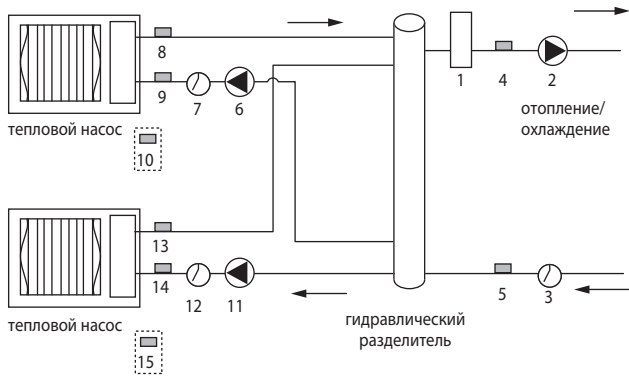 8
9
7
6
тепловой насос
10
1
4
2
отопление/
охлаждение
13
14
12
11
5
3
тепловой насос
гидравлический
разделитель
15